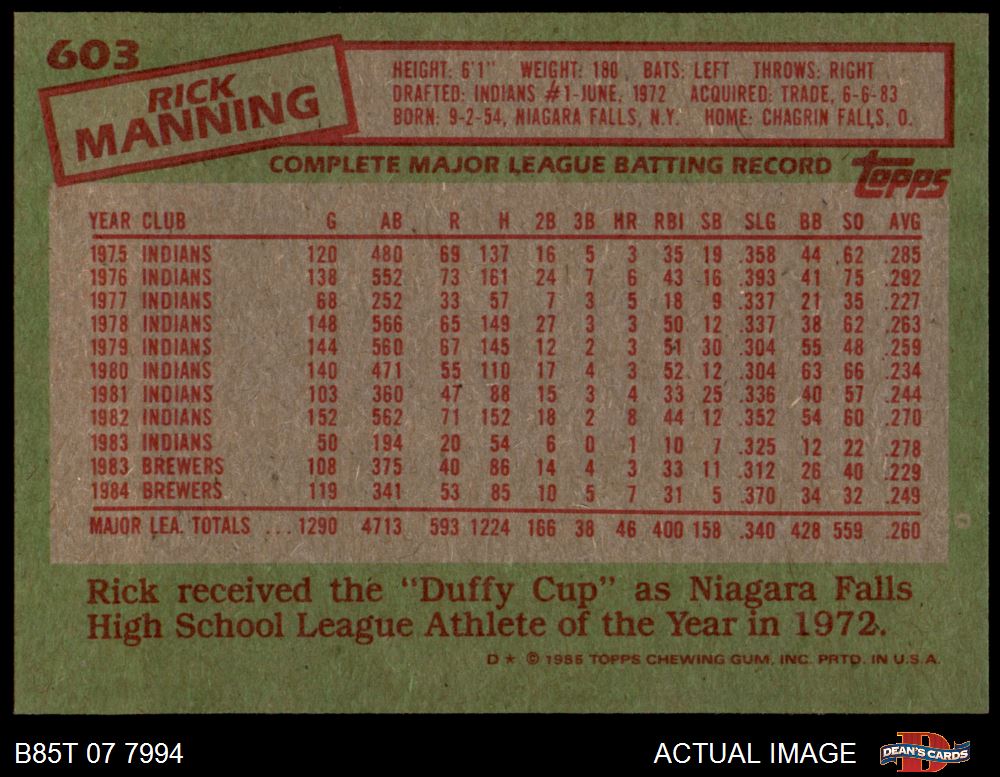 603
RICK
MANNING
HEIGHT: 6'1" WEIGHT: 180 BATS: LEFT THROWS: RIGHT
DRAFTED: INDIANS #1-JUNE, 1972 ACQUIRED: TRADE, 6-6-83
BORN: 9-2-54, NIAGARA FALLS, N.Y. HOME: CHAGRIN FALLS, O.
COMPLETE MAJOR LEAGUE BATTING RECORD
topps
YEAR CLUB G AB R H 2B 3B HR RBI SB SLG BB SO AVG
1975 INDIANS 120 480 69 137 16 5 3 35 19 .358 44 62 .285
1976 INDIANS 138 552 73 161 24 7 6 43 16 .393 41 75 .292
1977 INDIANS 68 252 33 57 7 3 5 18 9 .337 21 35 .227
1978 INDIANS 148 566 65 149 27 3 3 50 12 .337 38 62 .263
1979 INDIANS 144 560 67 145 12 2 3 51 30 .304 55 48 .259
1980 INDIANS 140 471 55 110 17 4 3 52 12 .304 63 66 .234
1981 INDIANS 103 360 47 88 15 3 4 33 25 .336 40 57 .244
1982 INDIANS 152 562 71 152 18 2 8 44 12 .352 54 60 .270
1983 INDIANS 50 194 20 54 6 0 1 10 7 .325 12 22 .278
1983 BREWERS 108 375 40 86 14 4 3 33 11 .312 26 40 .229
1984 BREWERS 119 341 53 85 10 5 7 31 5 .370 34 32 .249
MAJOR LEA. TOTALS ... 1290 4713 593 1224 166 38 46 400 158 .340 428 559 .260
Rick received the "Duffy Cup" as Niagara Falls
High School League Athlete of the Year in 1972.
D ★ © 1985 TOPPS CHEWING GUM, INC. PRTD. IN U.S.A.
B85T 07 7994
ACTUAL IMAGE
D
DEAN'S CARDS